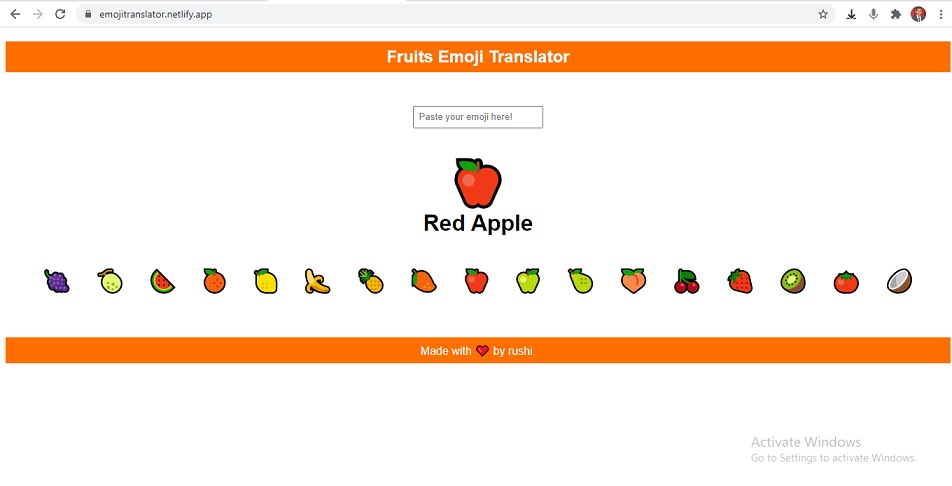 emojitranslator.netlify.app
Fruits Emoji Translator
Paste your emoji here!
Red Apple
Made with ❤ by rushi.
Activate Windows
Go to Settings to activate Windows.